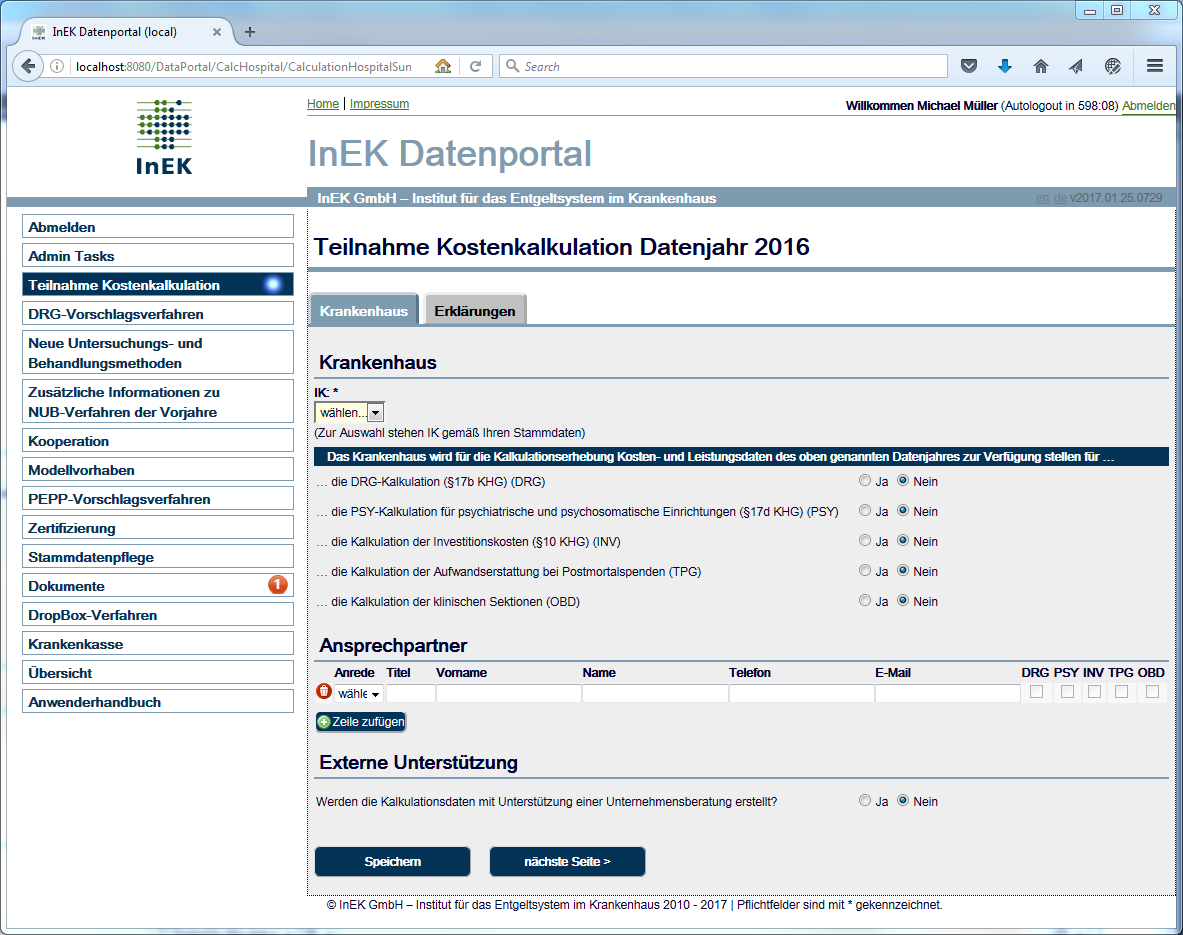 InEK Datenportal (local)
localhost:8080/DataPortal/CalcHospital/CalculationHospitalSun
Search
InEK
Home | Impressum
Willkommen Michael Müller (Autologout in 598:08) Abmelden
InEK Datenportal
InEK GmbH – Institut für das Entgeltsystem im Krankenhaus
en de v2017.01.25.0729
Abmelden
Admin Tasks
Teilnahme Kostenkalkulation
DRG-Vorschlagsverfahren
Neue Untersuchungs- und
Behandlungsmethoden
Zusätzliche Informationen zu
NUB-Verfahren der Vorjahre
Kooperation
Modellvorhaben
PEPP-Vorschlagsverfahren
Zertifizierung
Stammdatenpflege
Dokumente 1
DropBox-Verfahren
Krankenkasse
Übersicht
Anwenderhandbuch
Teilnahme Kostenkalkulation Datenjahr 2016
Krankenhaus Erklärungen
Krankenhaus
IK: *
wählen...
(Zur Auswahl stehen IK gemäß Ihren Stammdaten)
Das Krankenhaus wird für die Kalkulationserhebung Kosten- und Leistungsdaten des oben genannten Datenjahres zur Verfügung stellen für ...
... die DRG-Kalkulation (§17b KHG) (DRG) Ja Nein
... die PSY-Kalkulation für psychiatrische und psychosomatische Einrichtungen (§17d KHG) (PSY) Ja Nein
... die Kalkulation der Investitionskosten (§10 KHG) (INV) Ja Nein
... die Kalkulation der Aufwandserstattung bei Postmortalspenden (TPG) Ja Nein
... die Kalkulation der klinischen Sektionen (OBD) Ja Nein
Ansprechpartner
Anrede Titel Vorname Name Telefon E-Mail DRG PSY INV TPG OBD
wähle
Zeile zufügen
Externe Unterstützung
Werden die Kalkulationsdaten mit Unterstützung einer Unternehmensberatung erstellt? Ja Nein
Speichern nächste Seite >
© InEK GmbH – Institut für das Entgeltsystem im Krankenhaus 2010 - 2017 | Pflichtfelder sind mit * gekennzeichnet.